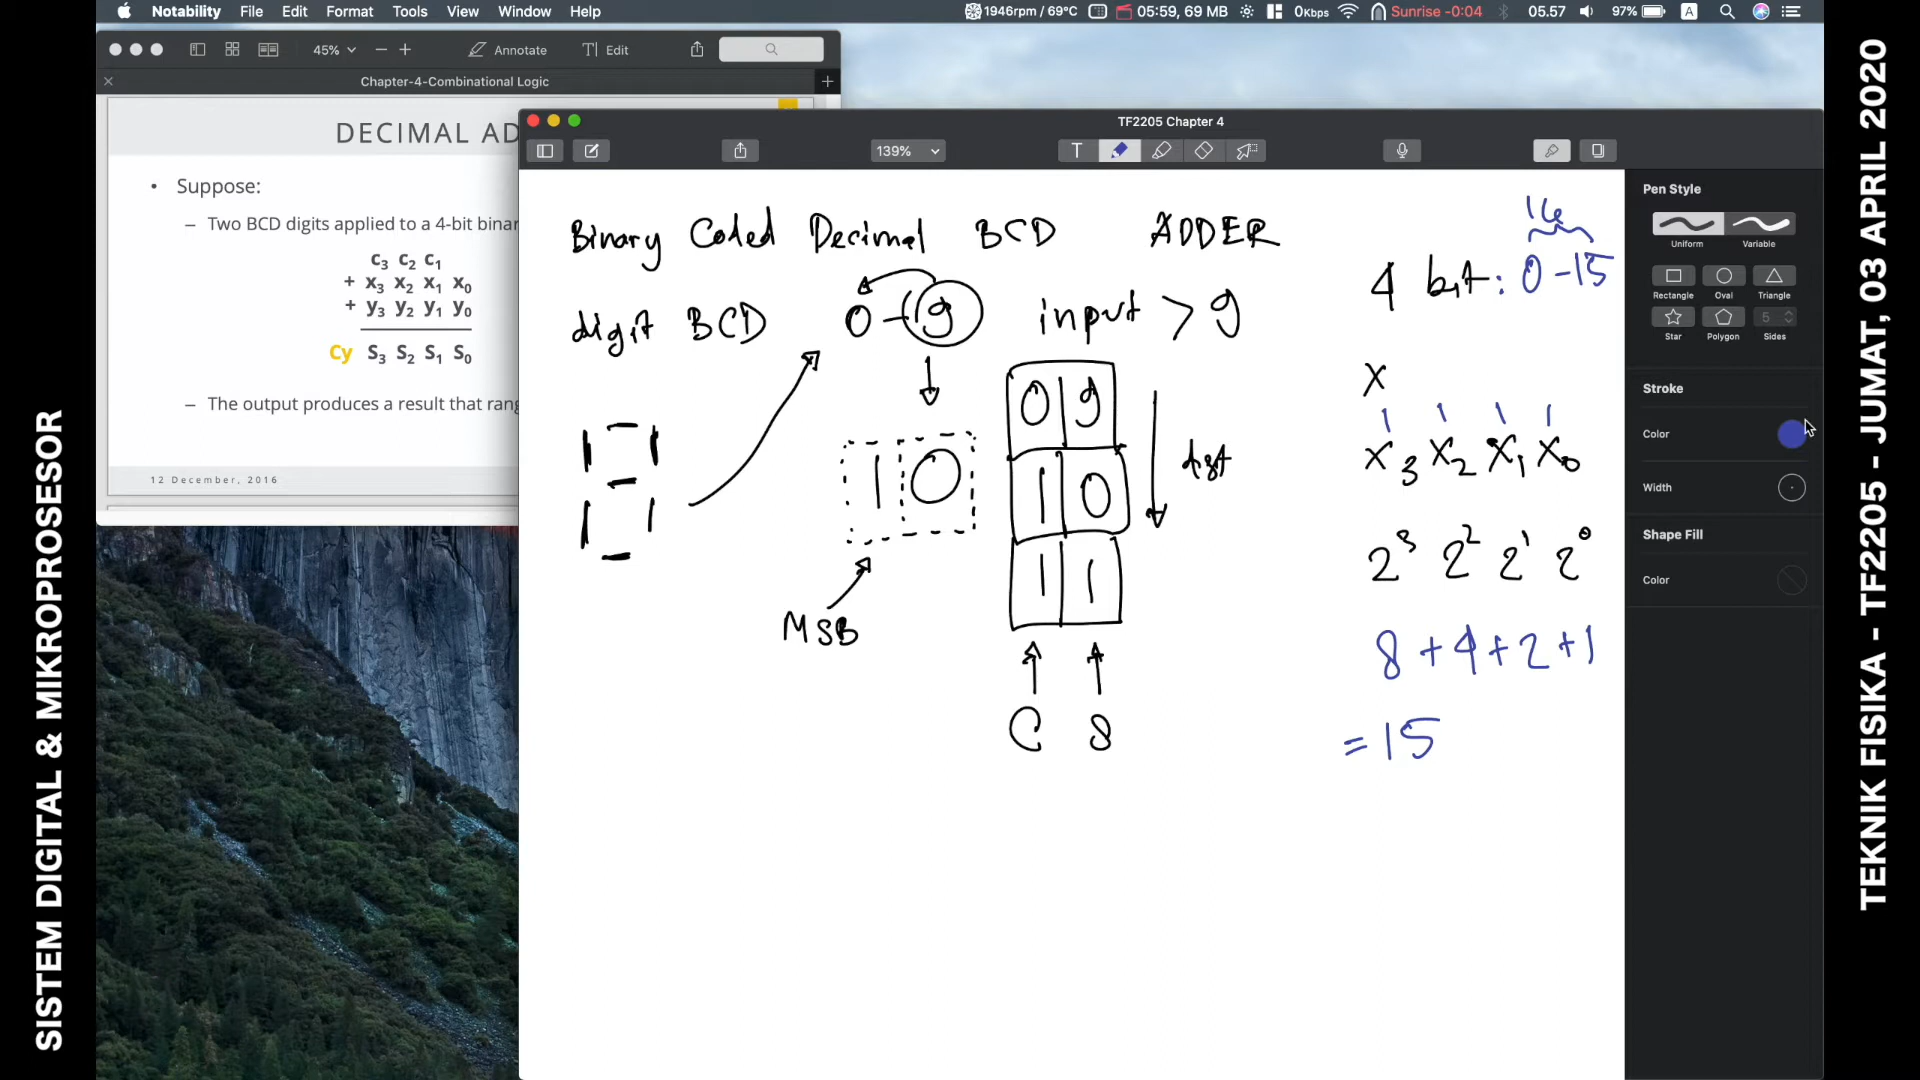 Notability File Edit Format Tools View Window Help
1946rpm / 69°C 05:59, 69 MB 0Kbps Sunrise -0:04 05.57 97% A
45% Annotate T Edit
Chapter-4-Combinational Logic
DECIMAL AD
• Suppose:
– Two BCD digits applied to a 4-bit binar
c3 c2 c1
+ x3 x2 x1 x0
+ y3 y2 y1 y0
Cy S3 S2 S1 S0
– The output produces a result that rang
12 December, 2016
TF2205 Chapter 4
139% T
Binary Coded Decimal BCD ADDER
digit BCD 0 - 9 input > 9
16
4 bit : 0 - 15
0 9
1 0
1 0
1 1
MSB
C S
X
1 1 1 1
X3 X2 X1 X0
2³ 2² 2¹ 2⁰
8 + 4 + 2 + 1
= 15
Pen Style
Uniform Variable
Rectangle Oval Triangle
5
Star Polygon Sides
Stroke
Color
Width
Shape Fill
Color
SISTEM DIGITAL & MIKROPROSESOR
TEKNIK FISIKA - TF2205 - JUMAT, 03 APRIL 2020